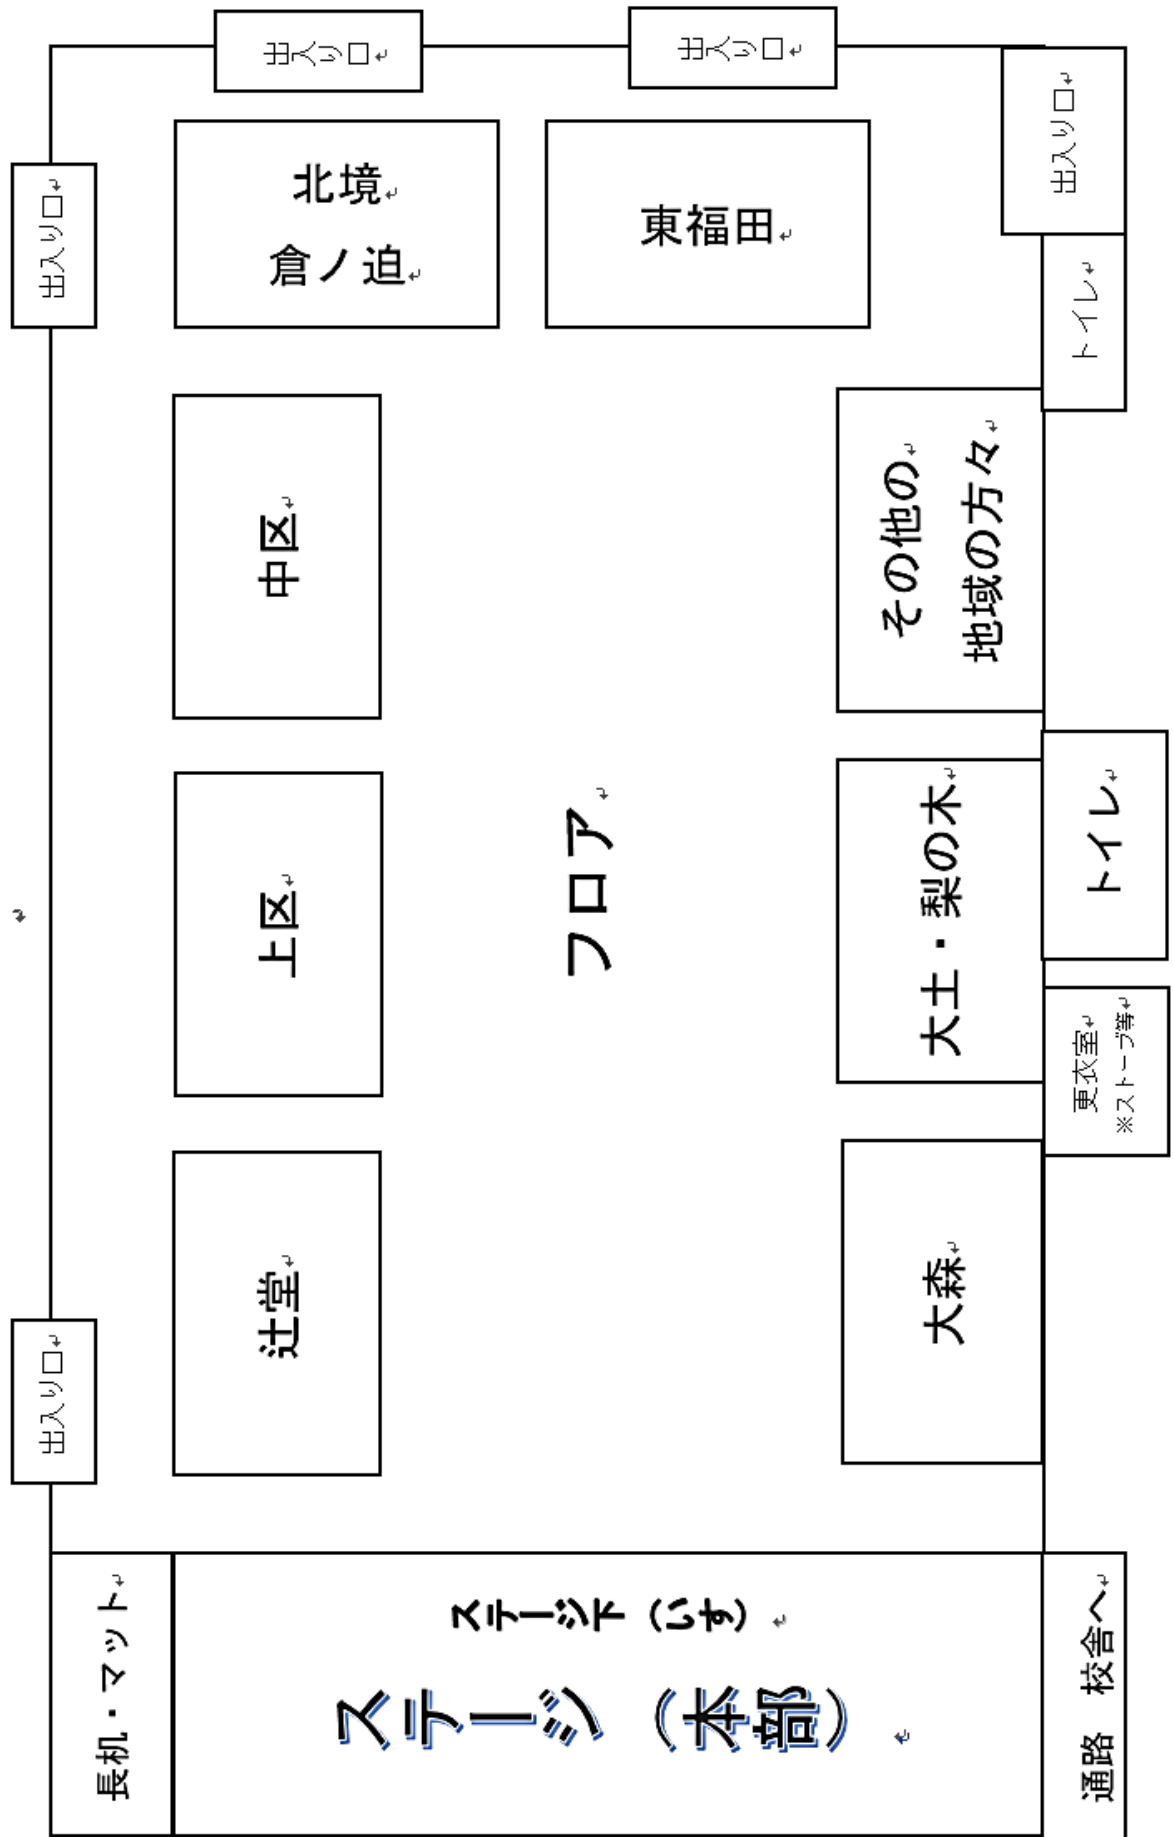 出入り口
出入り口
出入り口
出入り口
北境
倉ノ迫
東福田
トイレ
中区
その他の
地域の方々
上区
フロア
大土・梨の木
トイレ
更衣室
※ストーブ等
辻堂
大森
出入り口
長机・マット
ステージ下（いす）
ステージ（本部）
通路　校舎へ